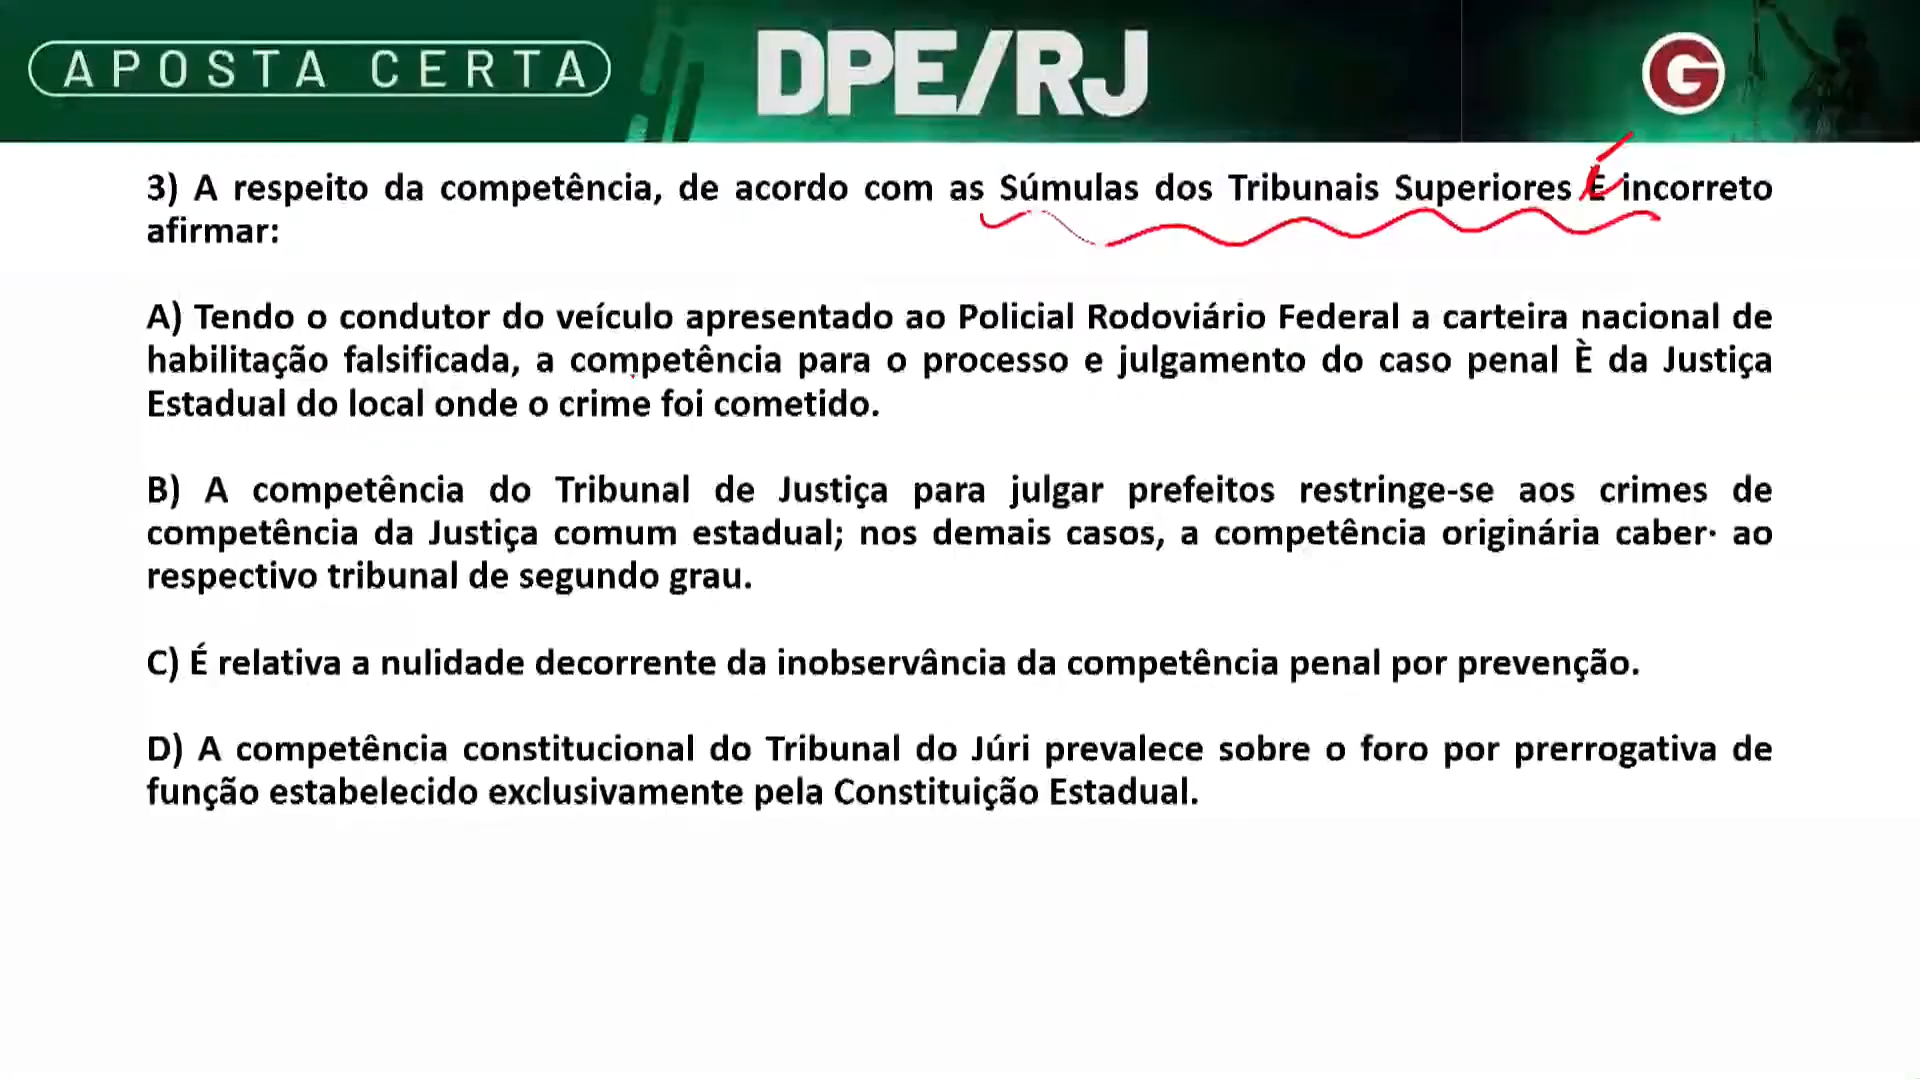 APOSTA CERTA
DPE/RJ
G
3) A respeito da competência, de acordo com as Súmulas dos Tribunais Superiores É incorreto
afirmar:
A) Tendo o condutor do veículo apresentado ao Policial Rodoviário Federal a carteira nacional de
habilitação falsificada, a competência para o processo e julgamento do caso penal È da Justiça
Estadual do local onde o crime foi cometido.
B) A competência do Tribunal de Justiça para julgar prefeitos restringe-se aos crimes de
competência da Justiça comum estadual; nos demais casos, a competência originária caber· ao
respectivo tribunal de segundo grau.
C) É relativa a nulidade decorrente da inobservância da competência penal por prevenção.
D) A competência constitucional do Tribunal do Júri prevalece sobre o foro por prerrogativa de
função estabelecido exclusivamente pela Constituição Estadual.